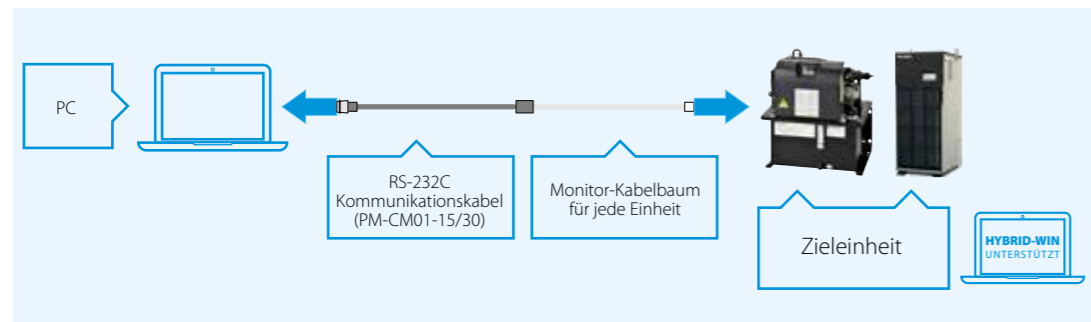 PC
RS-232C
Kommunikationskabel
(PM-CM01-15/30)
Monitor-Kabelbaum
für jede Einheit
Zieleinheit
HYBRID-WIN
UNTERSTÜTZT